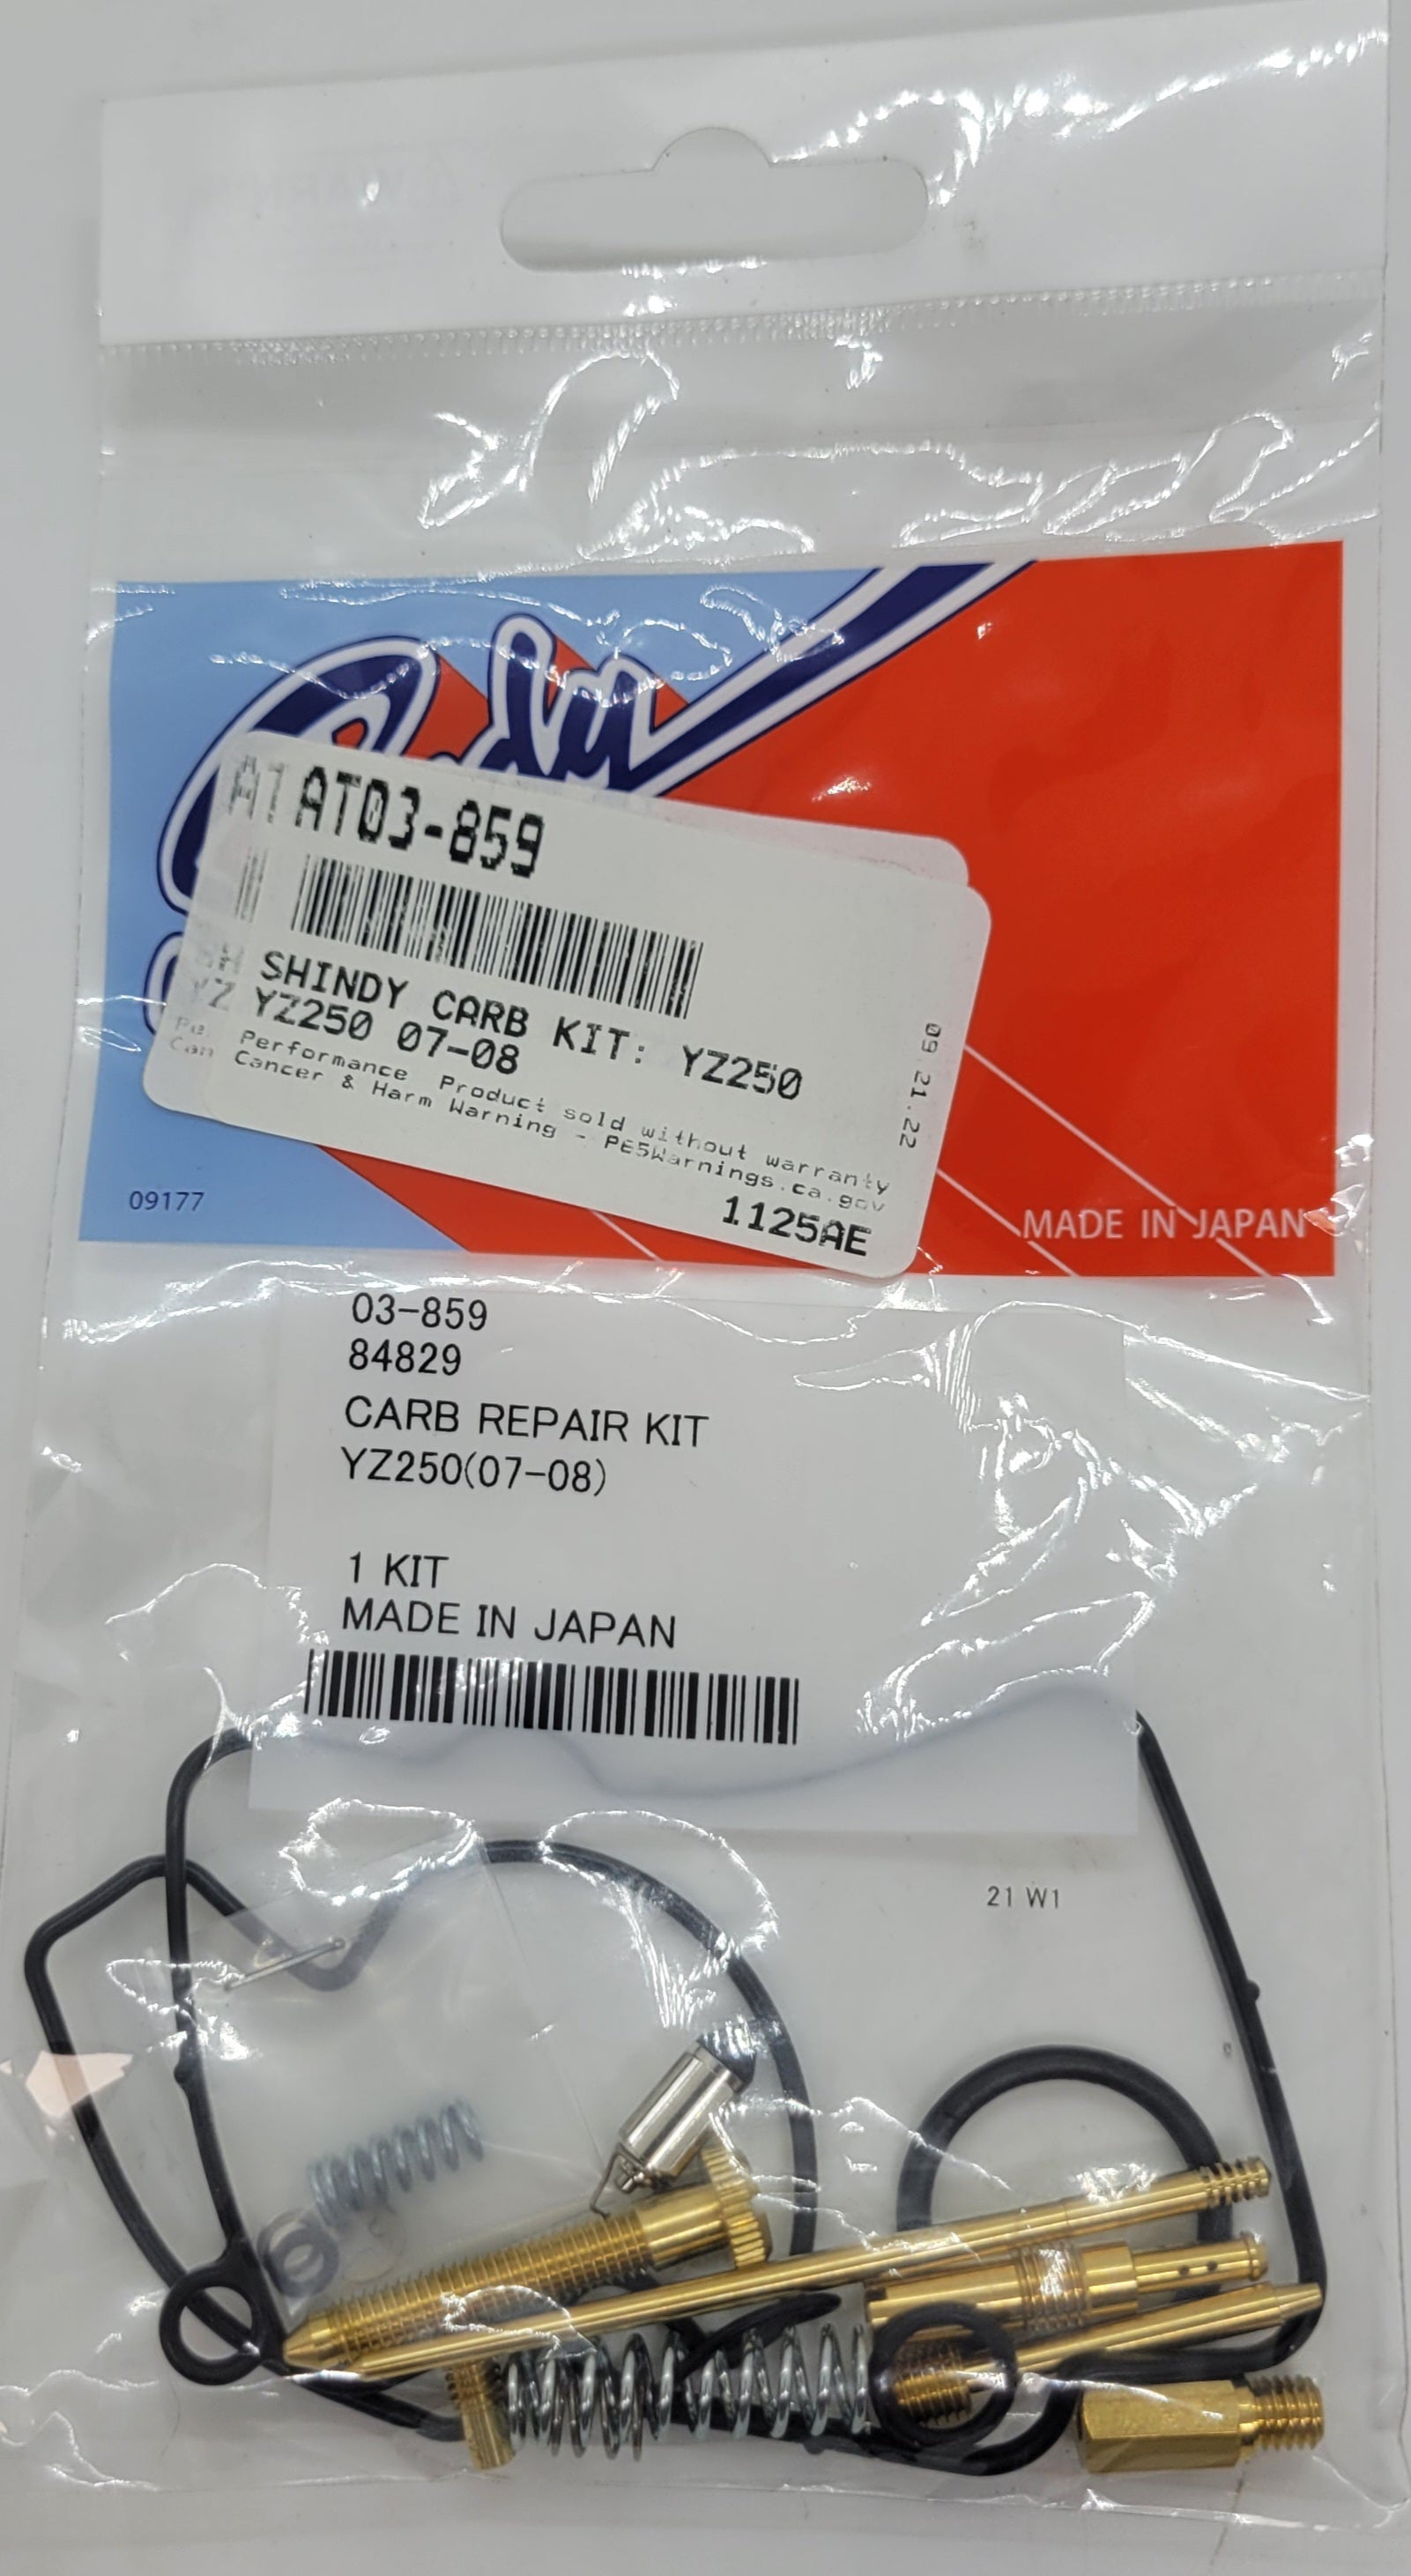 AT03-859
SHINDY CARB KIT: YZ250
YZ250 07-08
Performance Product sold without warranty
Cancer & Harm Warning - P65Warnings.ca.gov
1125AE
09.21.22
09177
MADE IN JAPAN
03-859
84829
CARB REPAIR KIT
YZ250(07-08)
1 KIT
MADE IN JAPAN
21 W1